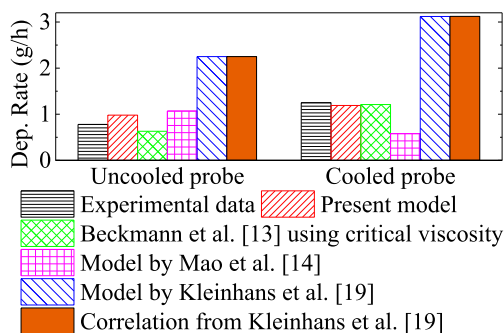 3
2
1
0
Dep. Rate (g/h)
Uncooled probe Cooled probe
Experimental data Present model
Beckmann et al. [13] using critical viscosity
Model by Mao et al. [14]
Model by Kleinhans et al. [19]
Correlation from Kleinhans et al. [19]